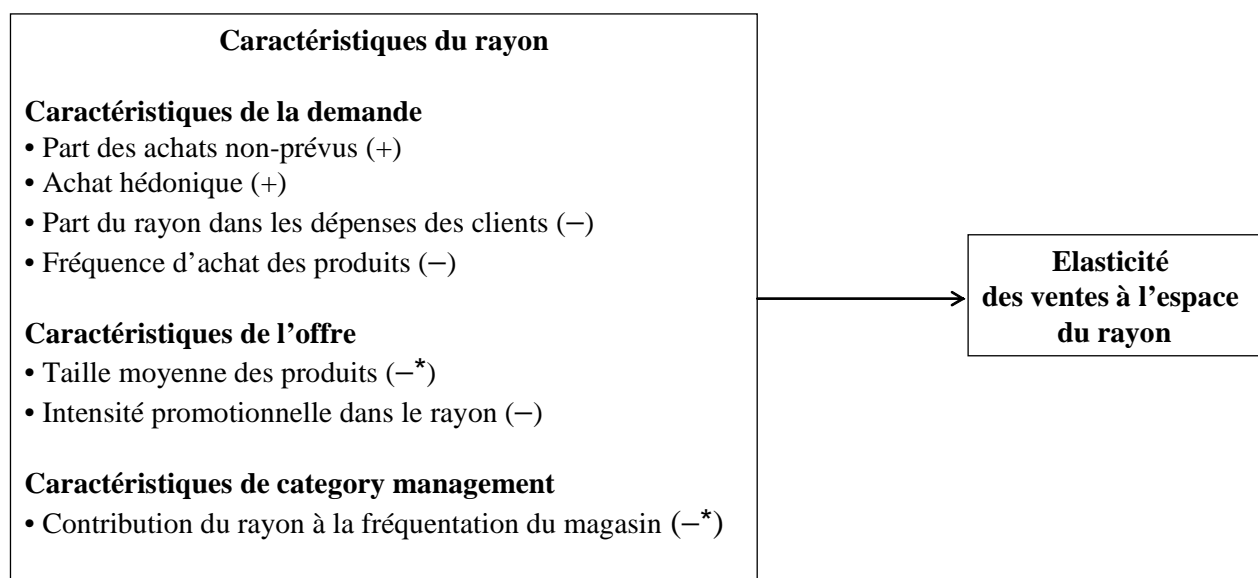 Caractéristiques du rayon
Caractéristiques de la demande
• Part des achats non-prévus (+)
• Achat hédonique (+)
• Part du rayon dans les dépenses des clients (−)
• Fréquence d’achat des produits (−)
Caractéristiques de l’offre
• Taille moyenne des produits (−*)
• Intensité promotionnelle dans le rayon (−)
Caractéristiques de category management
• Contribution du rayon à la fréquentation du magasin (−*)
Elasticité
des ventes à l’espace
du rayon